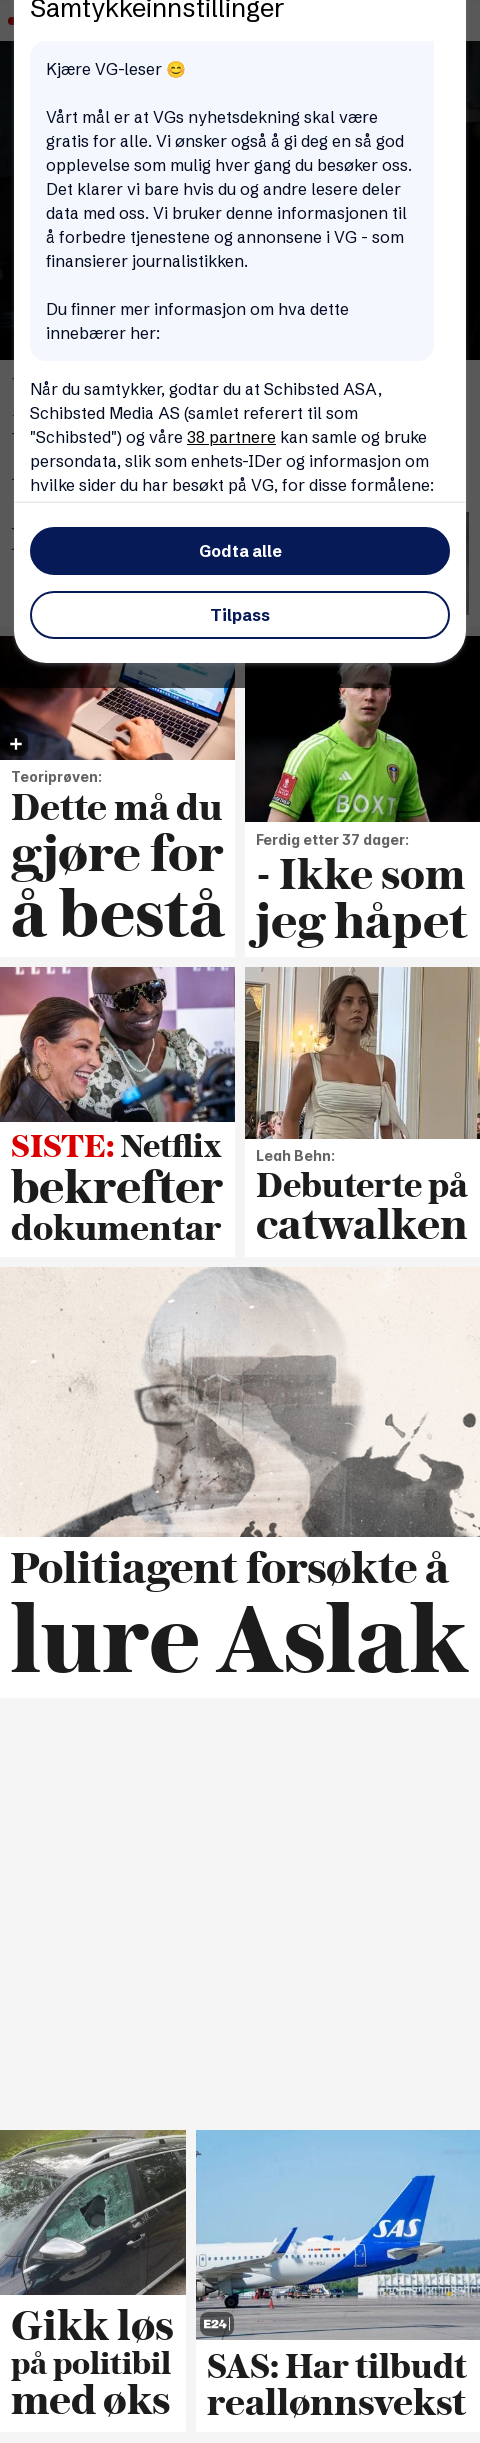 Samtykkeinnstillinger
Kjære VG-leser 😊
Vårt mål er at VGs nyhetsdekning skal være
gratis for alle. Vi ønsker også å gi deg en så god
opplevelse som mulig hver gang du besøker oss.
Det klarer vi bare hvis du og andre lesere deler
data med oss. Vi bruker denne informasjonen til
å forbedre tjenestene og annonsene i VG - som
finansierer journalistikken.
Du finner mer informasjon om hva dette
innebærer her:
Når du samtykker, godtar du at Schibsted ASA,
Schibsted Media AS (samlet referert til som
"Schibsted") og våre 38 partnere kan samle og bruke
persondata, slik som enhets-IDer og informasjon om
hvilke sider du har besøkt på VG, for disse formålene:
Godta alle
Tilpass
Teoriprøven:
Dette må du
gjøre for
å bestå
BOXT
Ferdig etter 37 dager:
- Ikke som
jeg håpet
SISTE: Netflix
bekrefter
dokumentar
Leah Behn:
Debuterte på
catwalken
Politiagent forsøkte å
lure Aslak
Gikk løs
på politibil
med øks
SAS
E24
SAS: Har tilbudt
reallønnsvekst